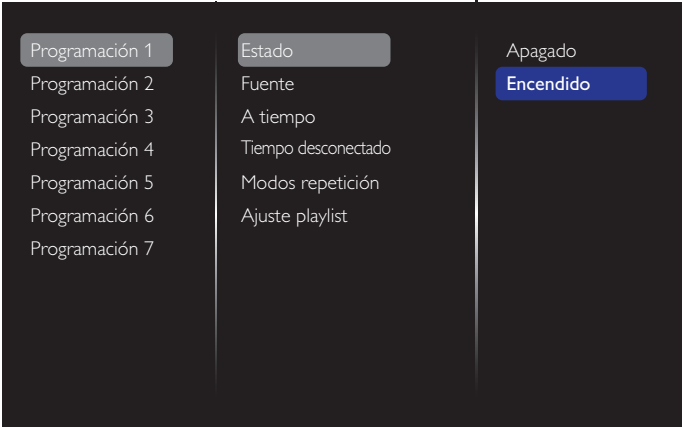 Programación 1
Programación 2
Programación 3
Programación 4
Programación 5
Programación 6
Programación 7
Estado
Fuente
A tiempo
Tiempo desconectado
Modos repetición
Ajuste playlist
Apagado
Encendido